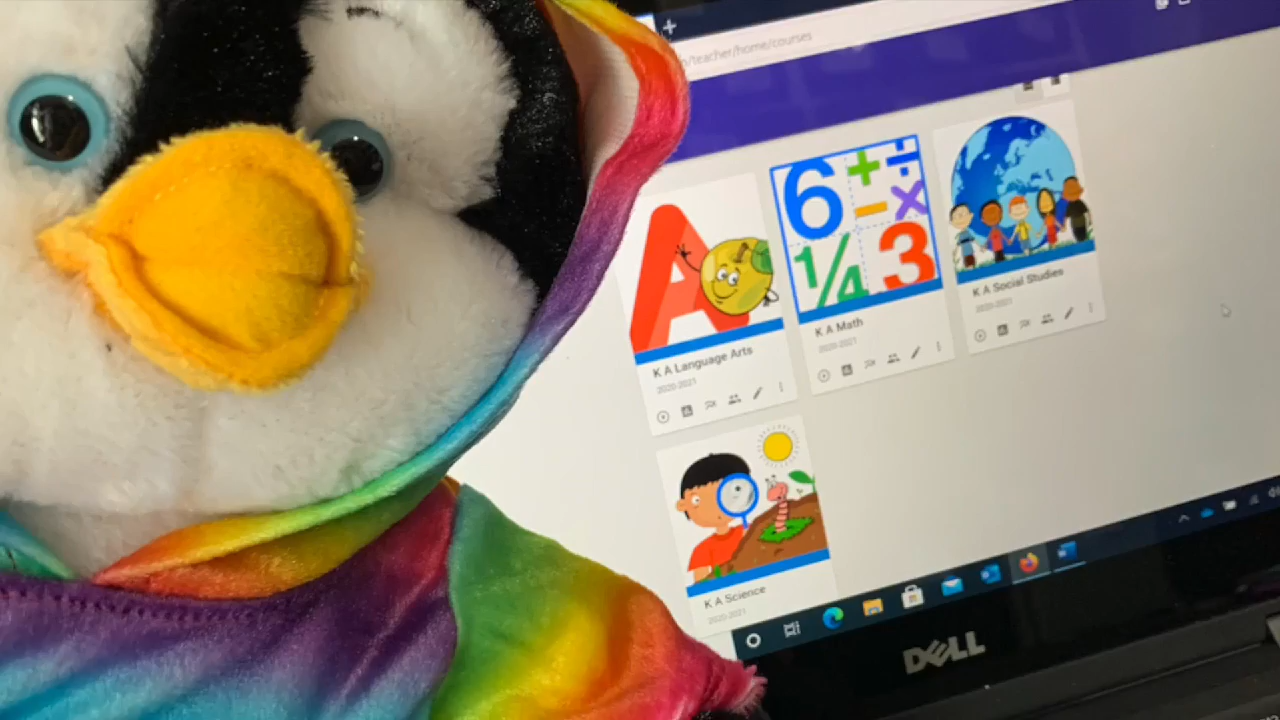 /teacher/home/courses
A
6 + ÷
- ×
1/4 3
K A Language Arts
2020-2021
K A Math
2020-2021
K A Social Studies
2020-2021
K A Science
2020-2021
DELL